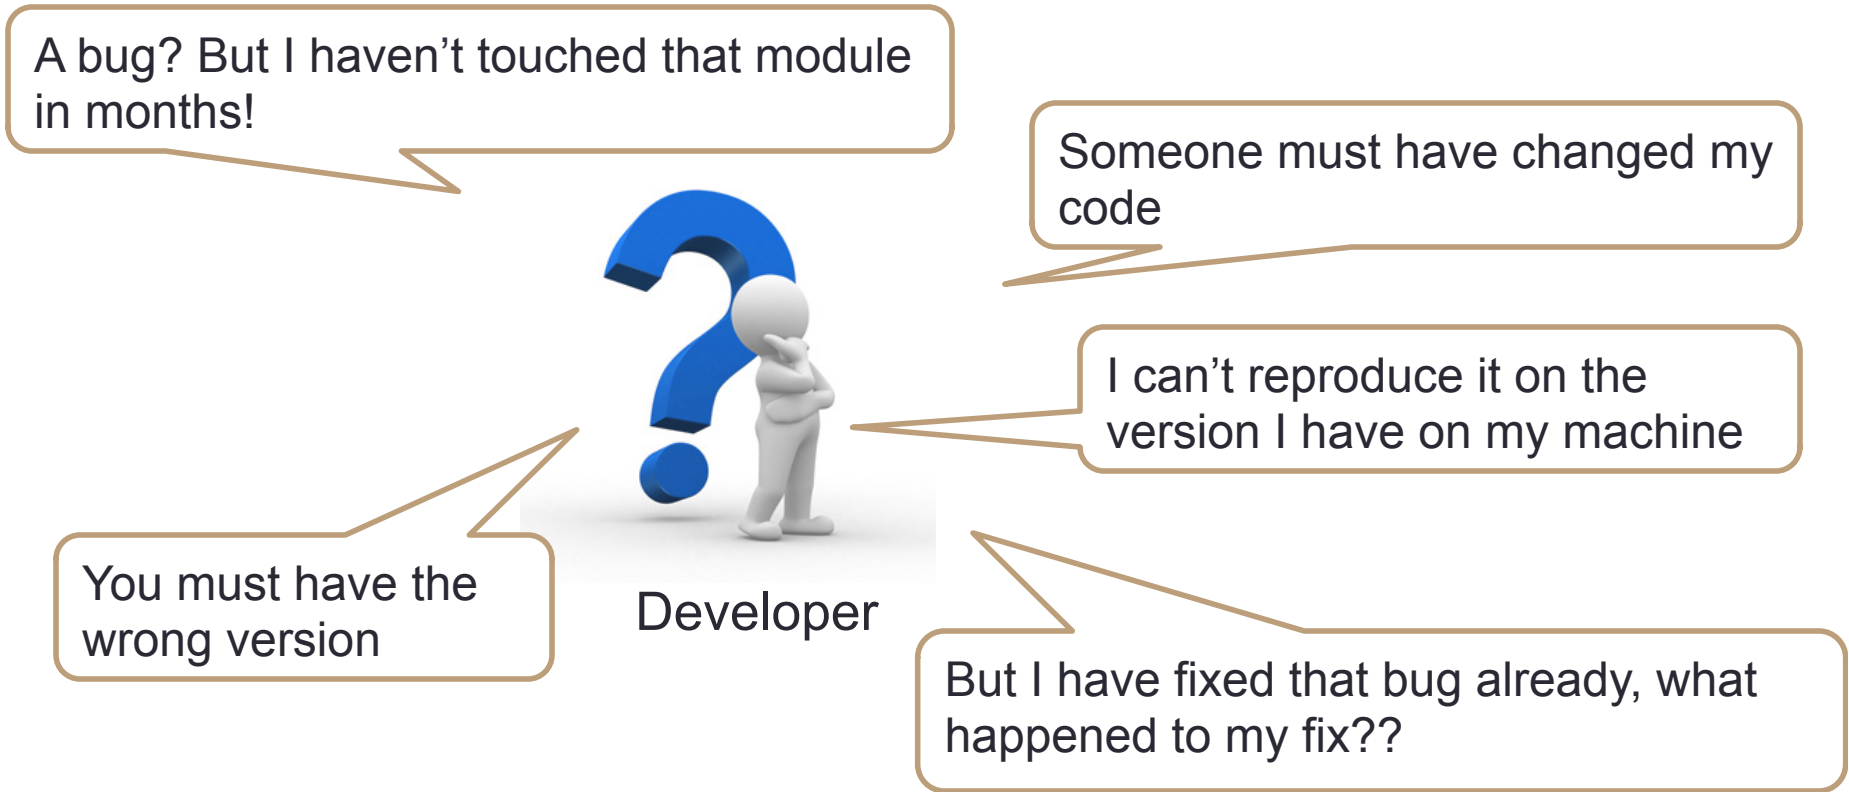 A bug? But I haven’t touched that module
in months!
Someone must have changed my
code
I can’t reproduce it on the
version I have on my machine
You must have the
wrong version
Developer
But I have fixed that bug already, what
happened to my fix??